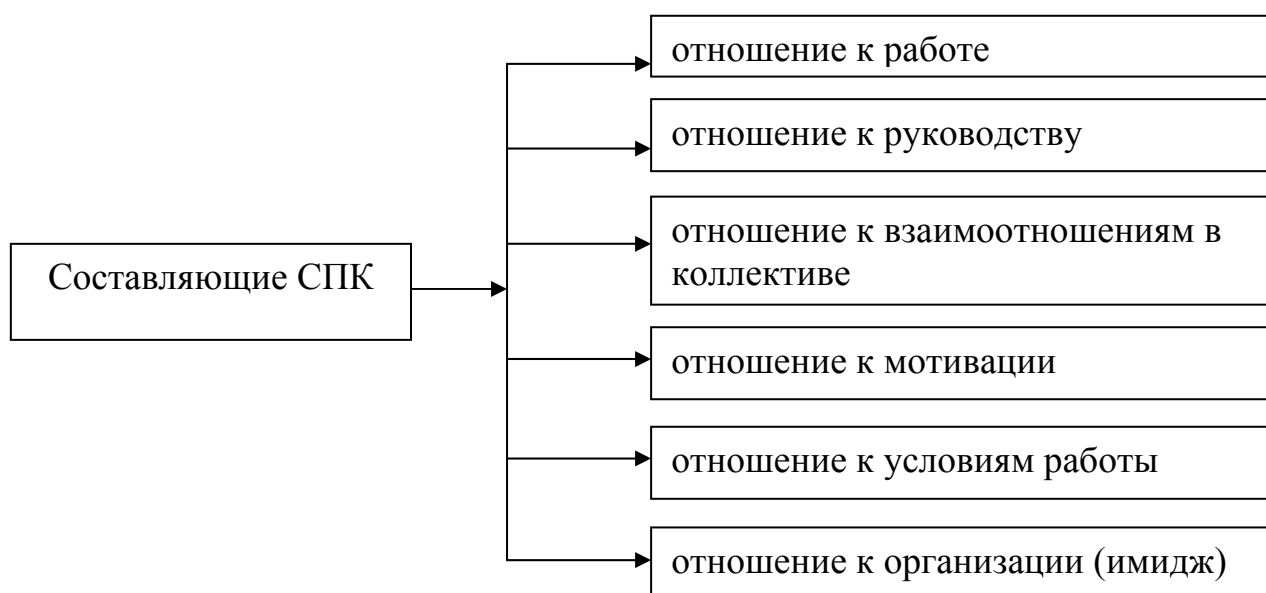 отношение к работе
отношение к руководству
отношение к взаимоотношениям в
коллективе
Составляющие СПК
отношение к мотивации
отношение к условиям работы
отношение к организации (имидж)